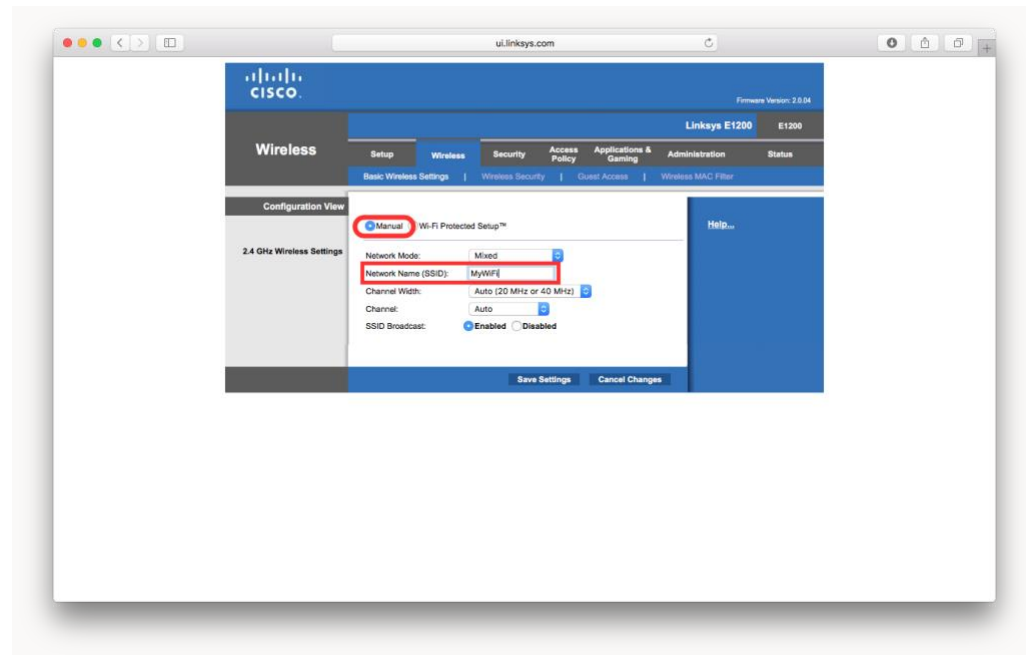 ui.linksys.com
CISCO.
Firmware Version: 2.0.04
Linksys E1200 E1200
Wireless
Setup Wireless Security Access Policy Applications & Gaming Administration Status
Basic Wireless Settings | Wireless Security | Guest Access | Wireless MAC Filter
Configuration View
Manual Wi-Fi Protected Setup™
Help...
2.4 GHz Wireless Settings
Network Mode: Mixed
Network Name (SSID): MyWiFi
Channel Width: Auto (20 MHz or 40 MHz)
Channel: Auto
SSID Broadcast: Enabled Disabled
Save Settings Cancel Changes